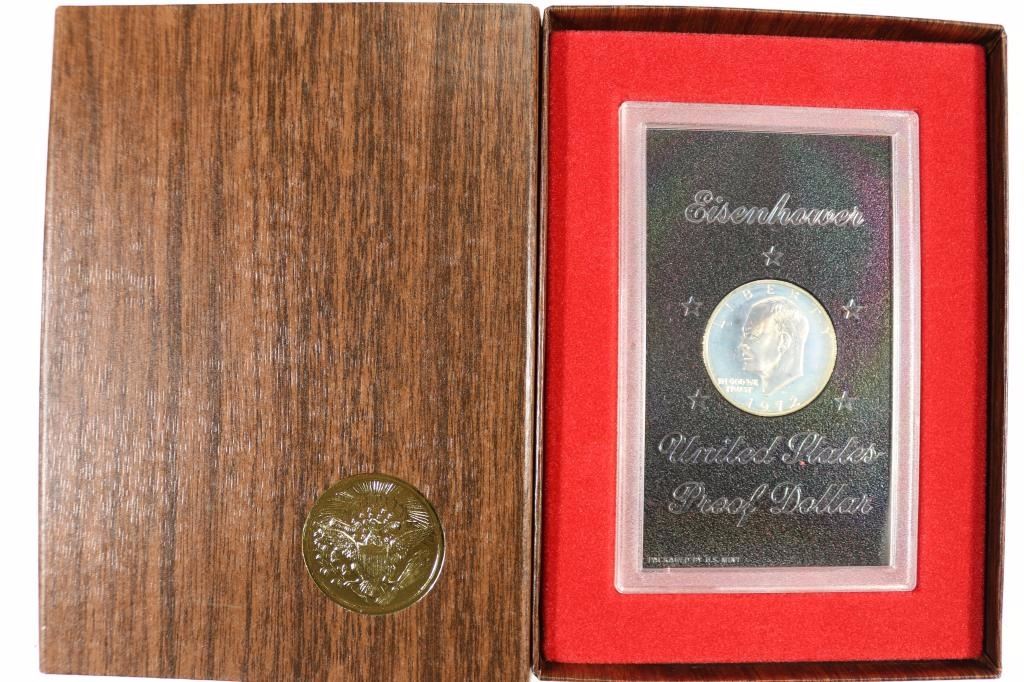 Eisenhower
LIBERTY
IN GOD WE
TRUST
1972
United States
Proof Dollar
PACKAGED BY U.S. MINT